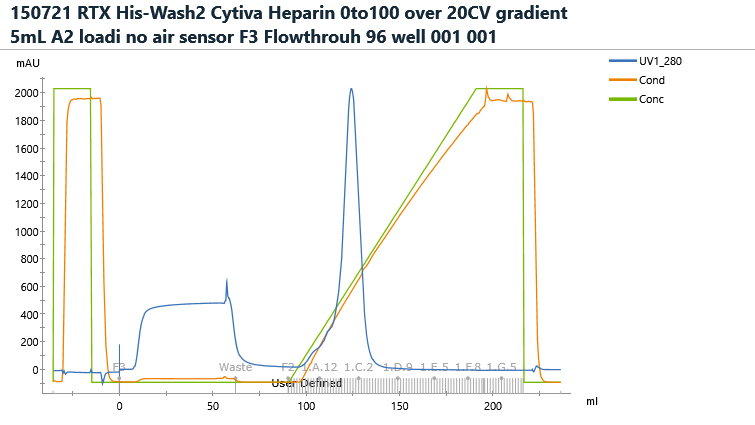 150721 RTX His-Wash2 Cytiva Heparin 0to100 over 20CV gradient
5mL A2 loadi no air sensor F3 Flowthrouh 96 well 001 001
mAU
UV1_280
Cond
Conc
2000
1800
1600
1400
1200
1000
800
600
400
200
0
F3 Waste F2 1.A.12 1.C.2 1.D.9 1.E.5 1.F.8 1.G.5
User Defined
0 50 100 150 200 ml